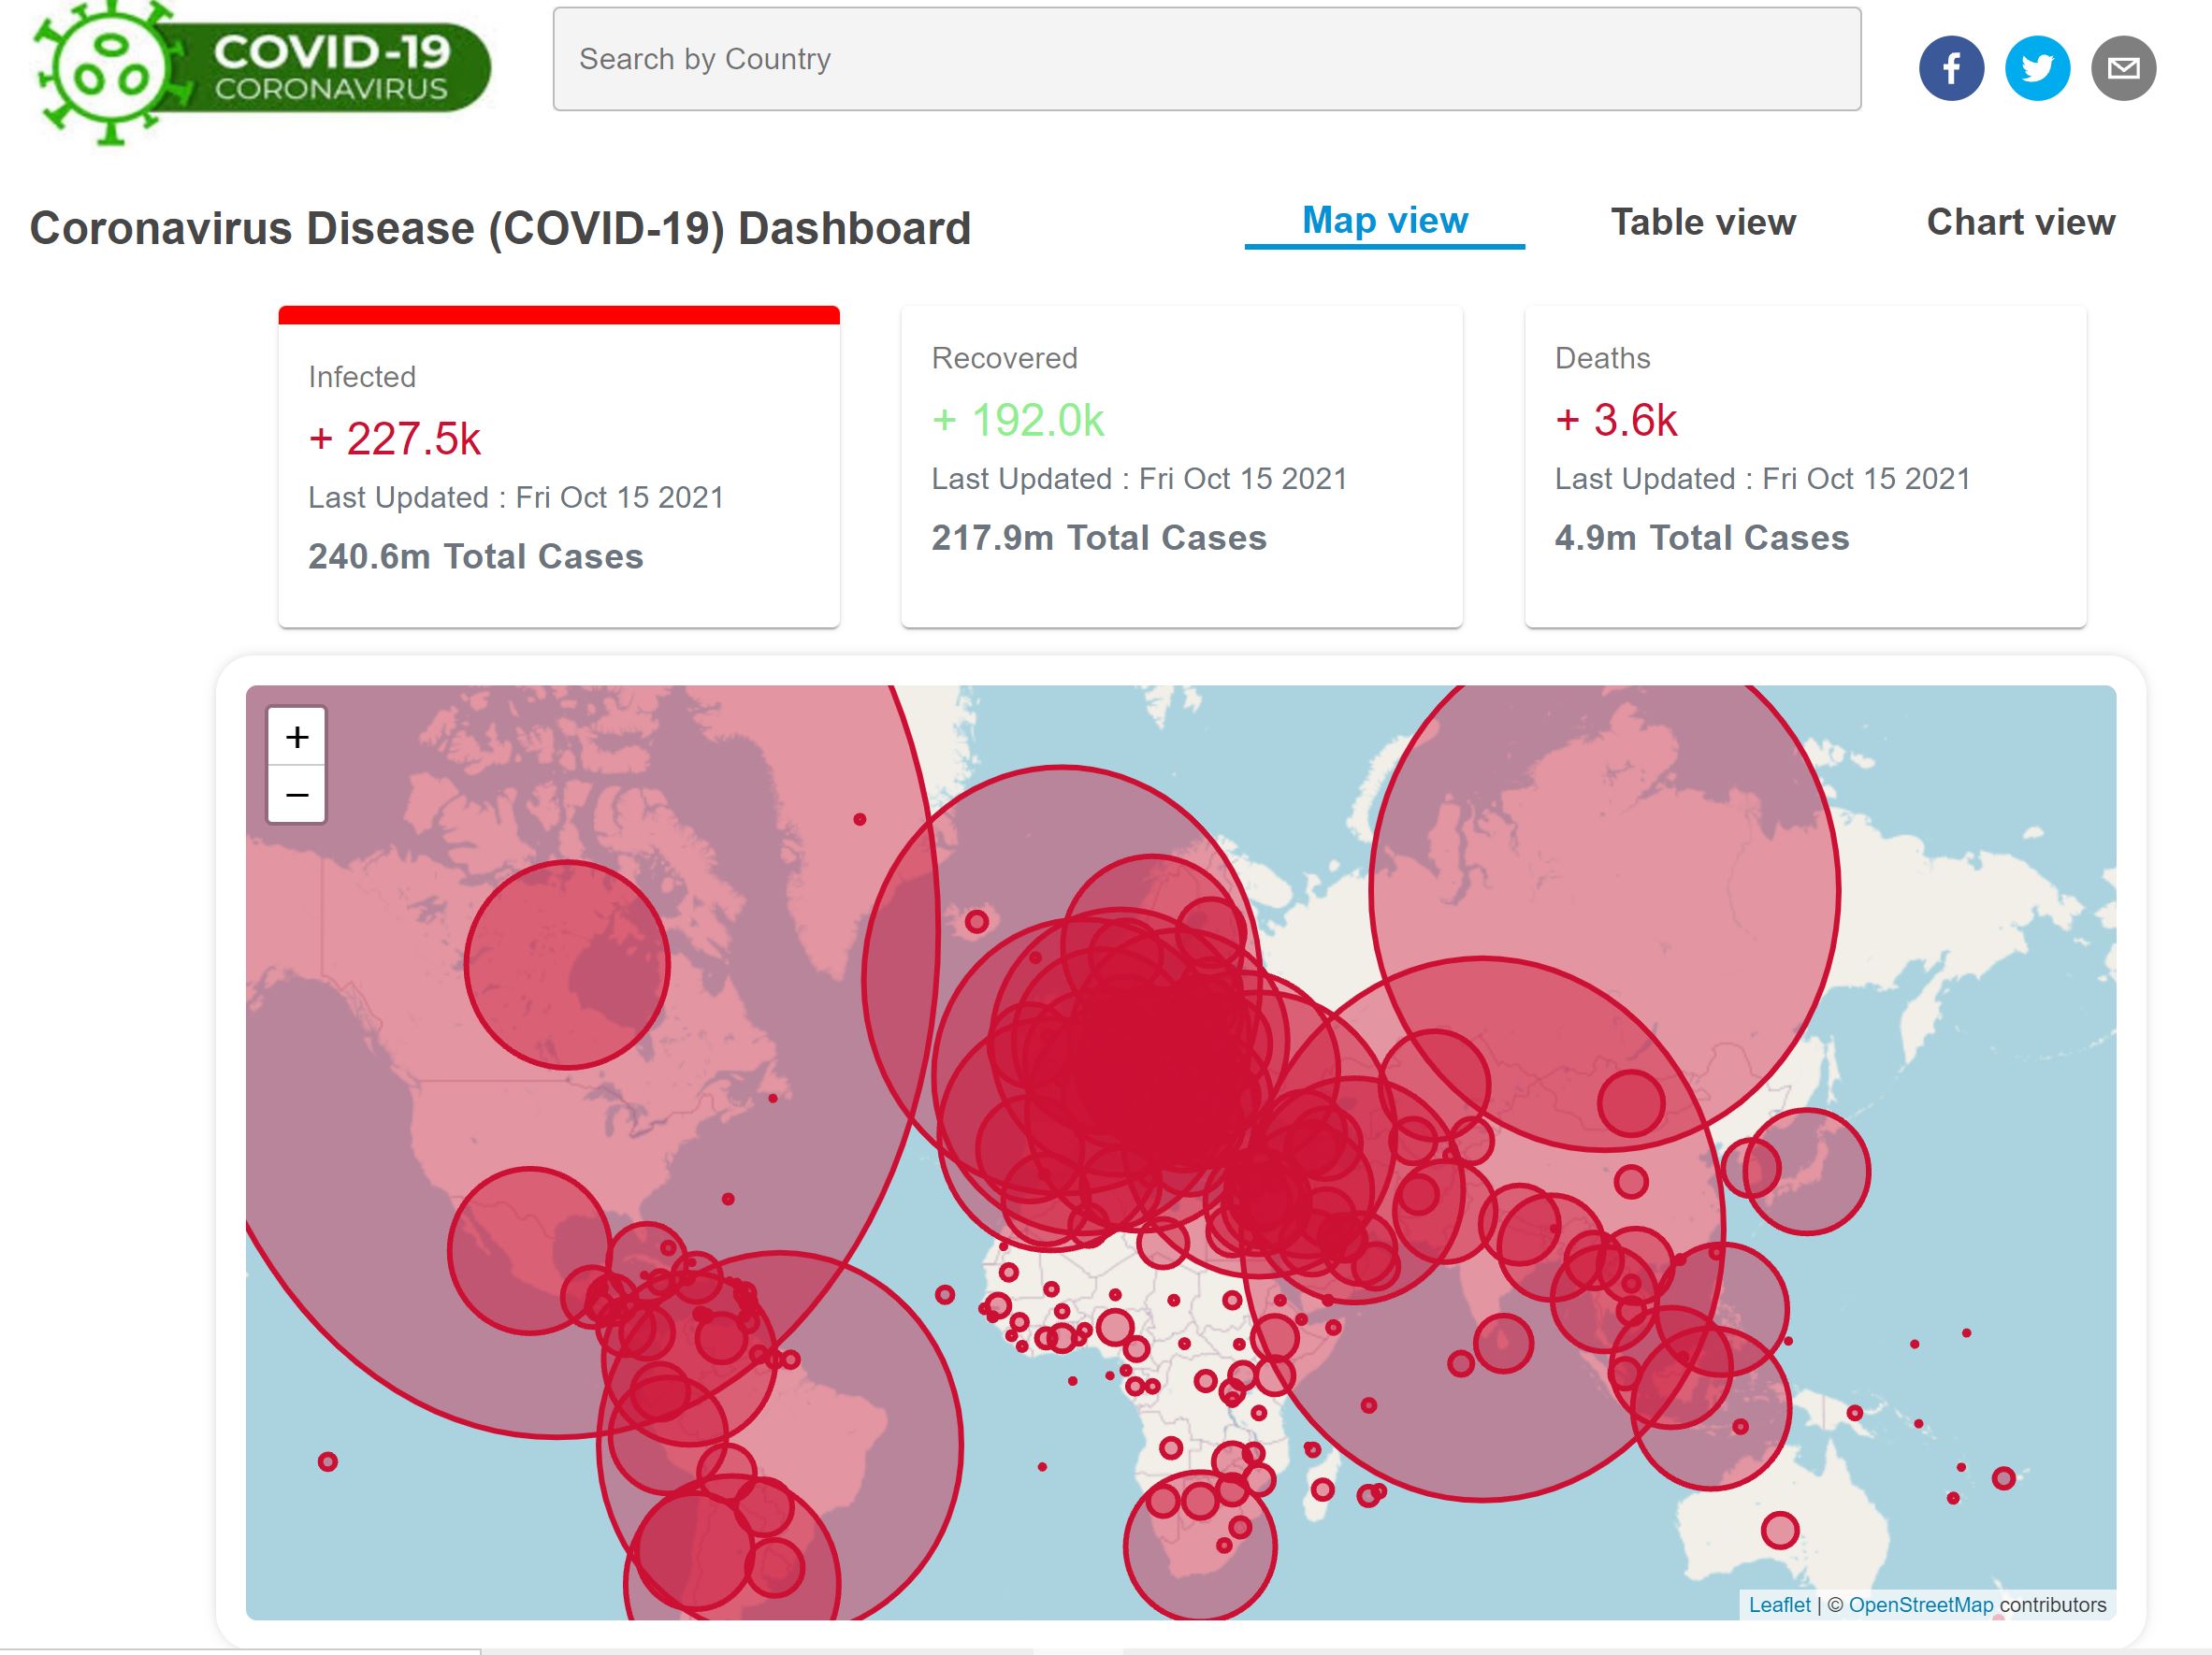 COVID-19
CORONAVIRUS
Search by Country
Coronavirus Disease (COVID-19) Dashboard
Map view
Table view
Chart view
Infected
+ 227.5k
Last Updated : Fri Oct 15 2021
240.6m Total Cases
Recovered
+ 192.0k
Last Updated : Fri Oct 15 2021
217.9m Total Cases
Deaths
+ 3.6k
Last Updated : Fri Oct 15 2021
4.9m Total Cases
+
−
Leaflet | © OpenStreetMap contributors